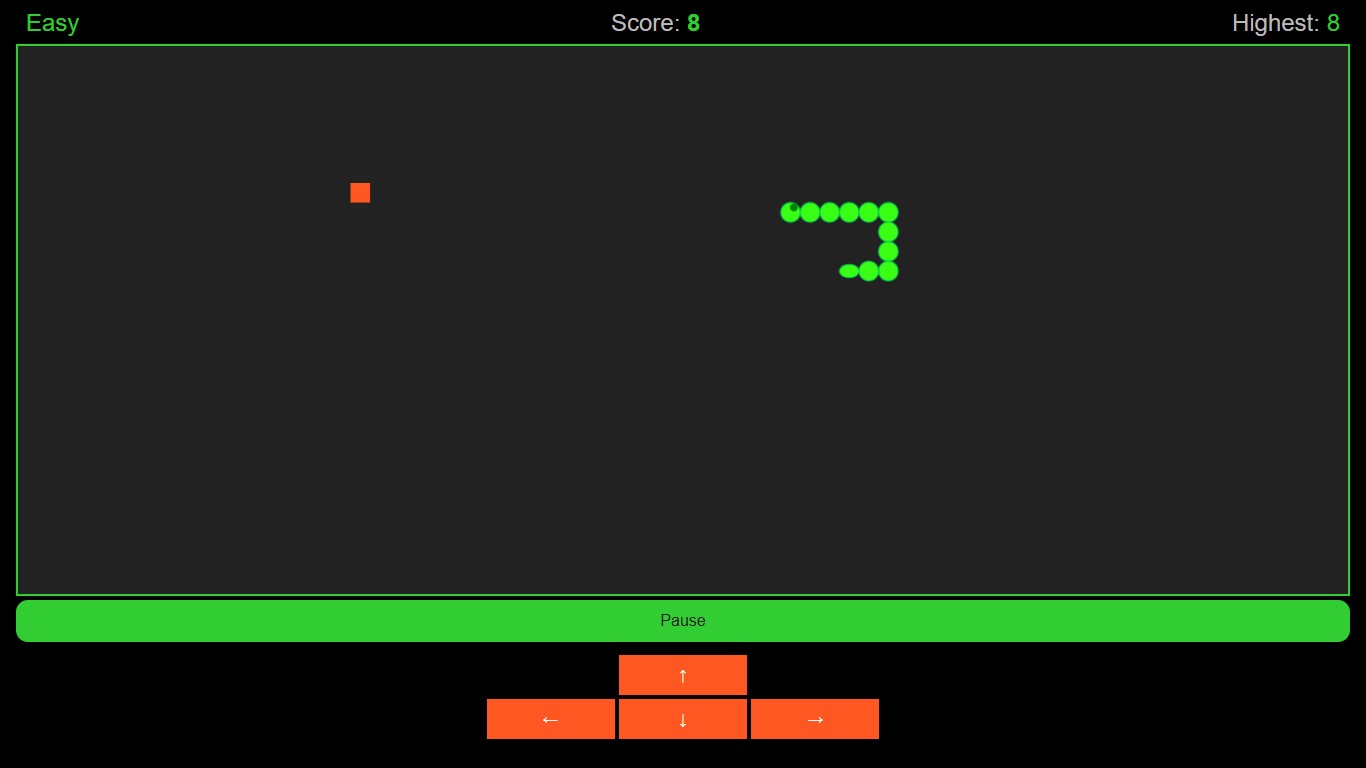 Easy
Score: 8
Highest: 8
Pause
↑
← ↓ →